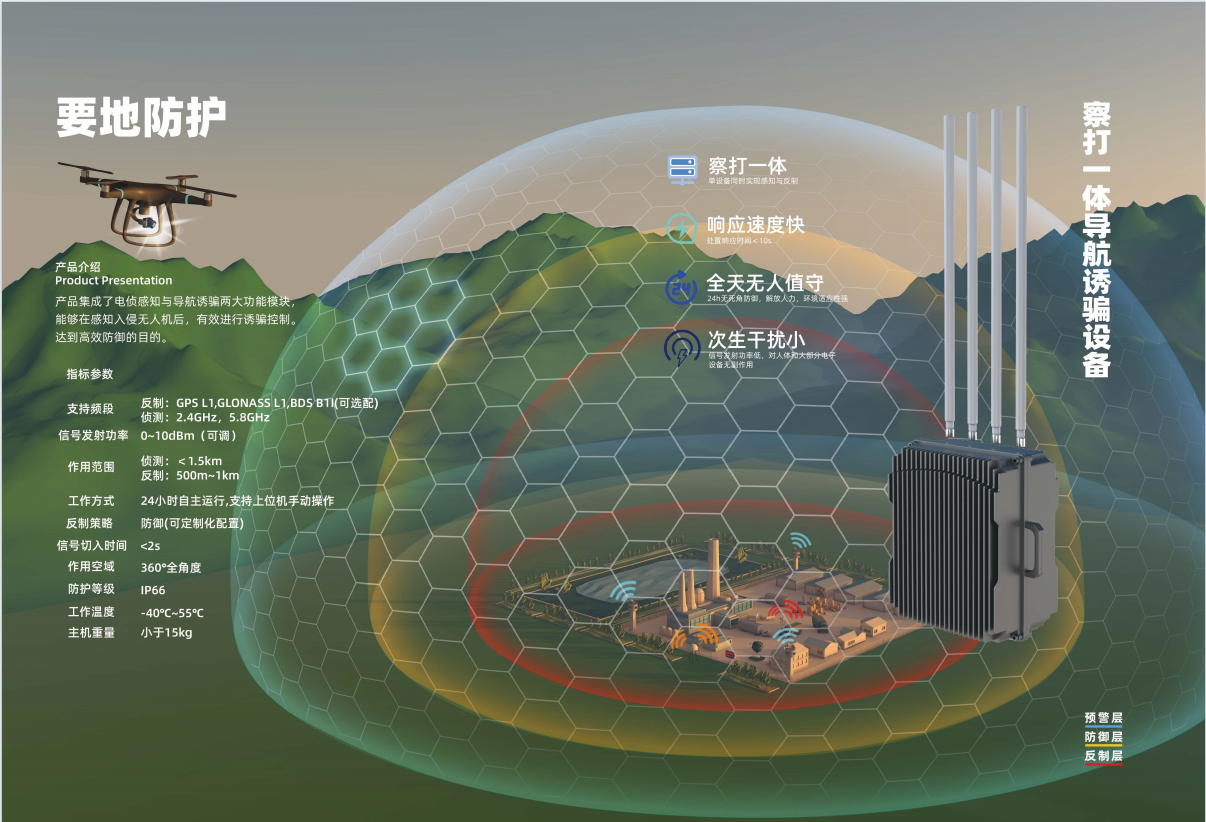 要地防护
产品介绍
Product Presentation
产品集成了电侦感知与导航诱骗两大功能模块，
能够在感知入侵无人机后，有效进行诱骗控制。
达到高效防御的目的。
指标参数
支持频段 反制：GPS L1,GLONASS L1,BDS B1I(可选配)
侦测：2.4GHz，5.8GHz
信号发射功率 0~10dBm（可调）
作用范围 侦测：＜1.5km
反制：500m~1km
工作方式 24小时自主运行,支持上位机手动操作
反制策略 防御(可定制化配置)
信号切入时间 <2s
作用空域 360°全角度
防护等级 IP66
工作温度 -40℃~55℃
主机重量 小于15kg
察打一体
单设备同时实现感知与反制
响应速度快
处置响应时间＜10s
24
全天无人值守
24h无死角防御，解放人力，环境适应性强
次生干扰小
信号发射功率低，对人体和大部分电子
设备无副作用
察打一体导航诱骗设备
预警层
防御层
反制层